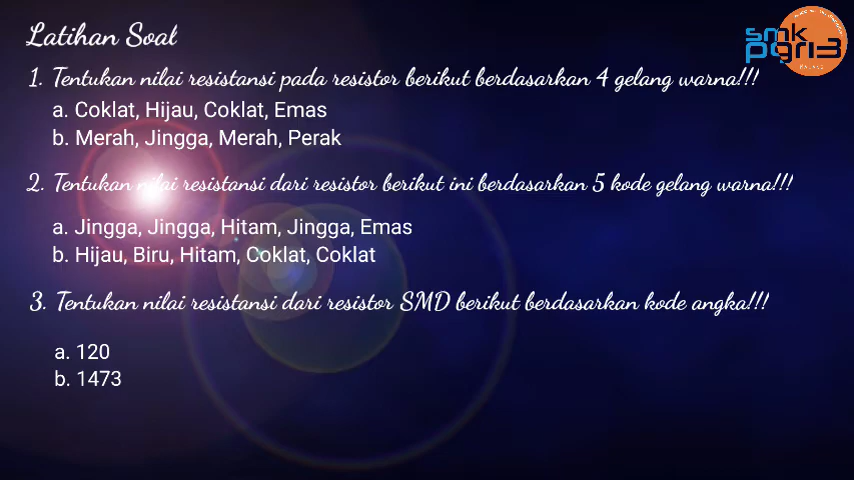 Latihan Soal
smk
pgri3
MALANG
1. Tentukan nilai resistansi pada resistor berikut berdasarkan 4 gelang warna!!!
a. Coklat, Hijau, Coklat, Emas
b. Merah, Jingga, Merah, Perak
2. Tentukan nilai resistansi dari resistor berikut ini berdasarkan 5 kode gelang warna!!!
a. Jingga, Jingga, Hitam, Jingga, Emas
b. Hijau, Biru, Hitam, Coklat, Coklat
3. Tentukan nilai resistansi dari resistor SMD berikut berdasarkan kode angka!!!
a. 120
b. 1473